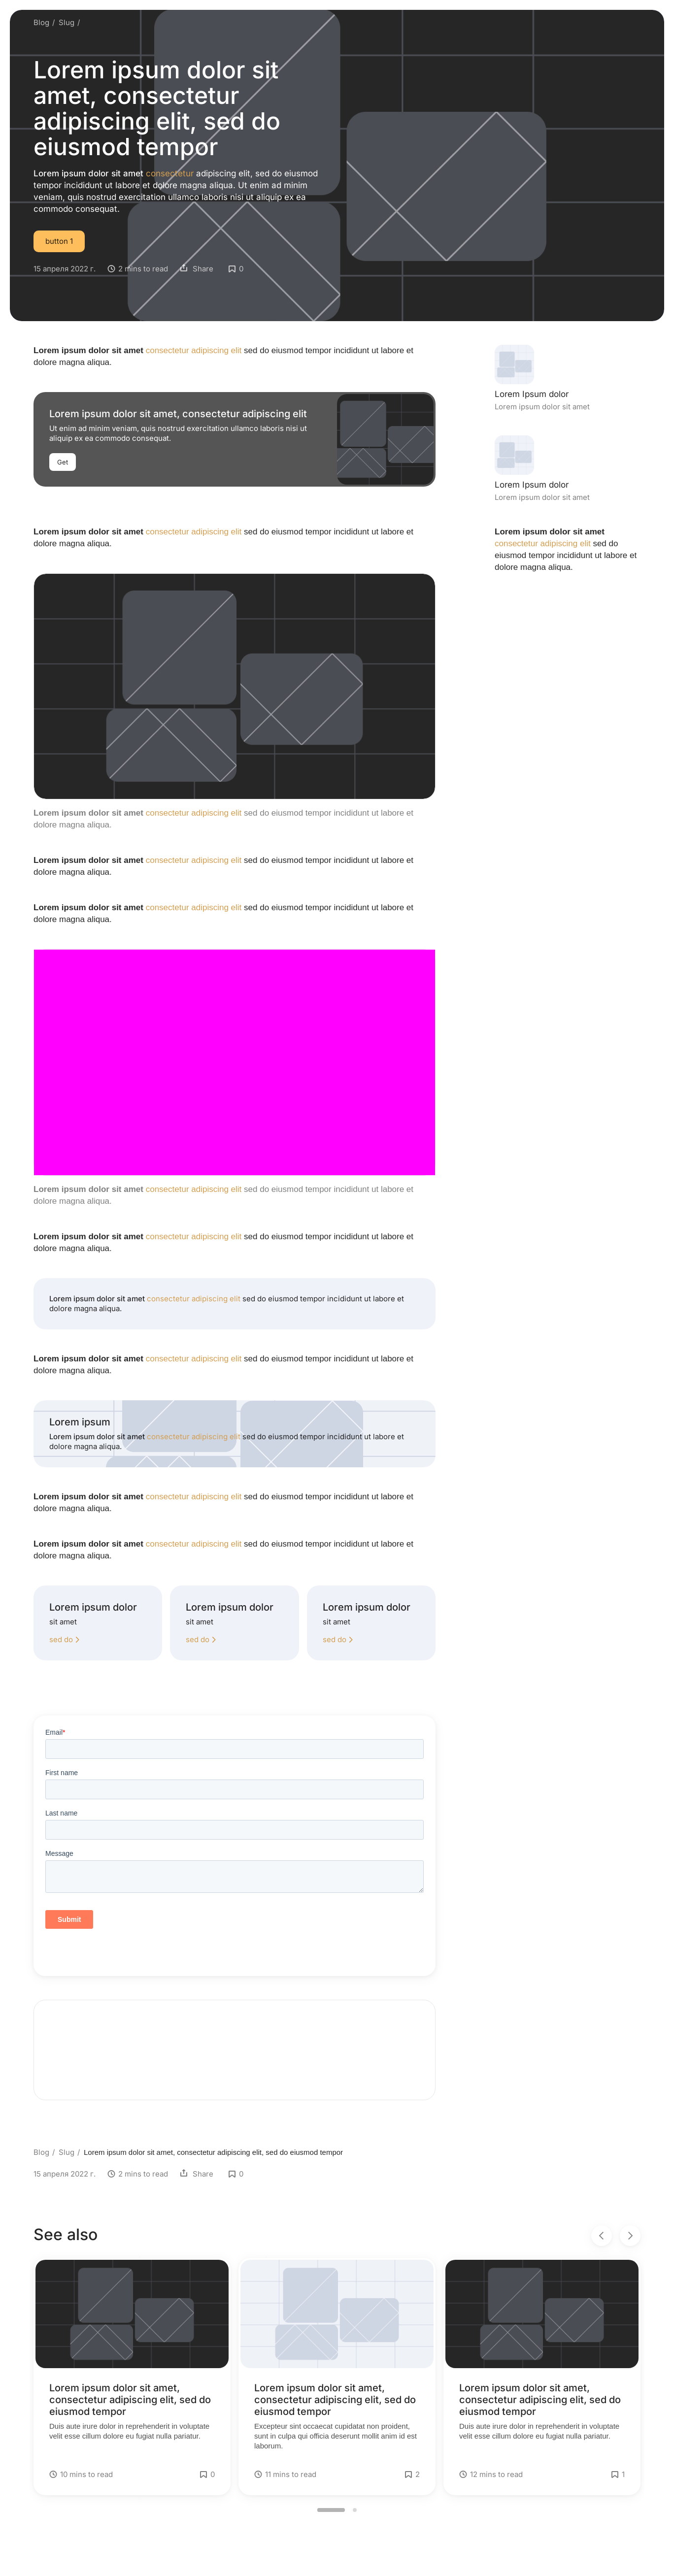 Blog / Slug /
Lorem ipsum dolor sit
amet, consectetur
adipiscing elit, sed do
eiusmod tempor
Lorem ipsum dolor sit amet consectetur adipiscing elit, sed do eiusmod
tempor incididunt ut labore et dolore magna aliqua. Ut enim ad minim
veniam, quis nostrud exercitation ullamco laboris nisi ut aliquip ex ea
commodo consequat.
button 1
15 апреля 2022 г. 2 mins to read Share 0
Lorem ipsum dolor sit amet consectetur adipiscing elit sed do eiusmod tempor incididunt ut labore et
dolore magna aliqua.
Lorem ipsum dolor sit amet, consectetur adipiscing elit
Ut enim ad minim veniam, quis nostrud exercitation ullamco laboris nisi ut
aliquip ex ea commodo consequat.
Get
Lorem ipsum dolor sit amet consectetur adipiscing elit sed do eiusmod tempor incididunt ut labore et
dolore magna aliqua.
Lorem ipsum dolor sit amet consectetur adipiscing elit sed do eiusmod tempor incididunt ut labore et
dolore magna aliqua.
Lorem ipsum dolor sit amet consectetur adipiscing elit sed do eiusmod tempor incididunt ut labore et
dolore magna aliqua.
Lorem ipsum dolor sit amet consectetur adipiscing elit sed do eiusmod tempor incididunt ut labore et
dolore magna aliqua.
Lorem ipsum dolor sit amet consectetur adipiscing elit sed do eiusmod tempor incididunt ut labore et
dolore magna aliqua.
Lorem ipsum dolor sit amet consectetur adipiscing elit sed do eiusmod tempor incididunt ut labore et
dolore magna aliqua.
Lorem ipsum dolor sit amet consectetur adipiscing elit sed do eiusmod tempor incididunt ut labore et
dolore magna aliqua.
Lorem ipsum dolor sit amet consectetur adipiscing elit sed do eiusmod tempor incididunt ut labore et
dolore magna aliqua.
Lorem ipsum
Lorem ipsum dolor sit amet consectetur adipiscing elit sed do eiusmod tempor incididunt ut labore et
dolore magna aliqua.
Lorem ipsum dolor sit amet consectetur adipiscing elit sed do eiusmod tempor incididunt ut labore et
dolore magna aliqua.
Lorem ipsum dolor sit amet consectetur adipiscing elit sed do eiusmod tempor incididunt ut labore et
dolore magna aliqua.
Lorem ipsum dolor
sit amet
sed do
Lorem ipsum dolor
sit amet
sed do
Lorem ipsum dolor
sit amet
sed do
Email*
First name
Last name
Message
Submit
Lorem Ipsum dolor
Lorem ipsum dolor sit amet
Lorem Ipsum dolor
Lorem ipsum dolor sit amet
Lorem ipsum dolor sit amet
consectetur adipiscing elit sed do
eiusmod tempor incididunt ut labore et
dolore magna aliqua.
Blog / Slug / Lorem ipsum dolor sit amet, consectetur adipiscing elit, sed do eiusmod tempor
15 апреля 2022 г. 2 mins to read Share 0
See also
Lorem ipsum dolor sit amet,
consectetur adipiscing elit, sed do
eiusmod tempor
Duis aute irure dolor in reprehenderit in voluptate
velit esse cillum dolore eu fugiat nulla pariatur.
10 mins to read 0
Lorem ipsum dolor sit amet,
consectetur adipiscing elit, sed do
eiusmod tempor
Excepteur sint occaecat cupidatat non proident,
sunt in culpa qui officia deserunt mollit anim id est
laborum.
11 mins to read 2
Lorem ipsum dolor sit amet,
consectetur adipiscing elit, sed do
eiusmod tempor
Duis aute irure dolor in reprehenderit in voluptate
velit esse cillum dolore eu fugiat nulla pariatur.
12 mins to read 1